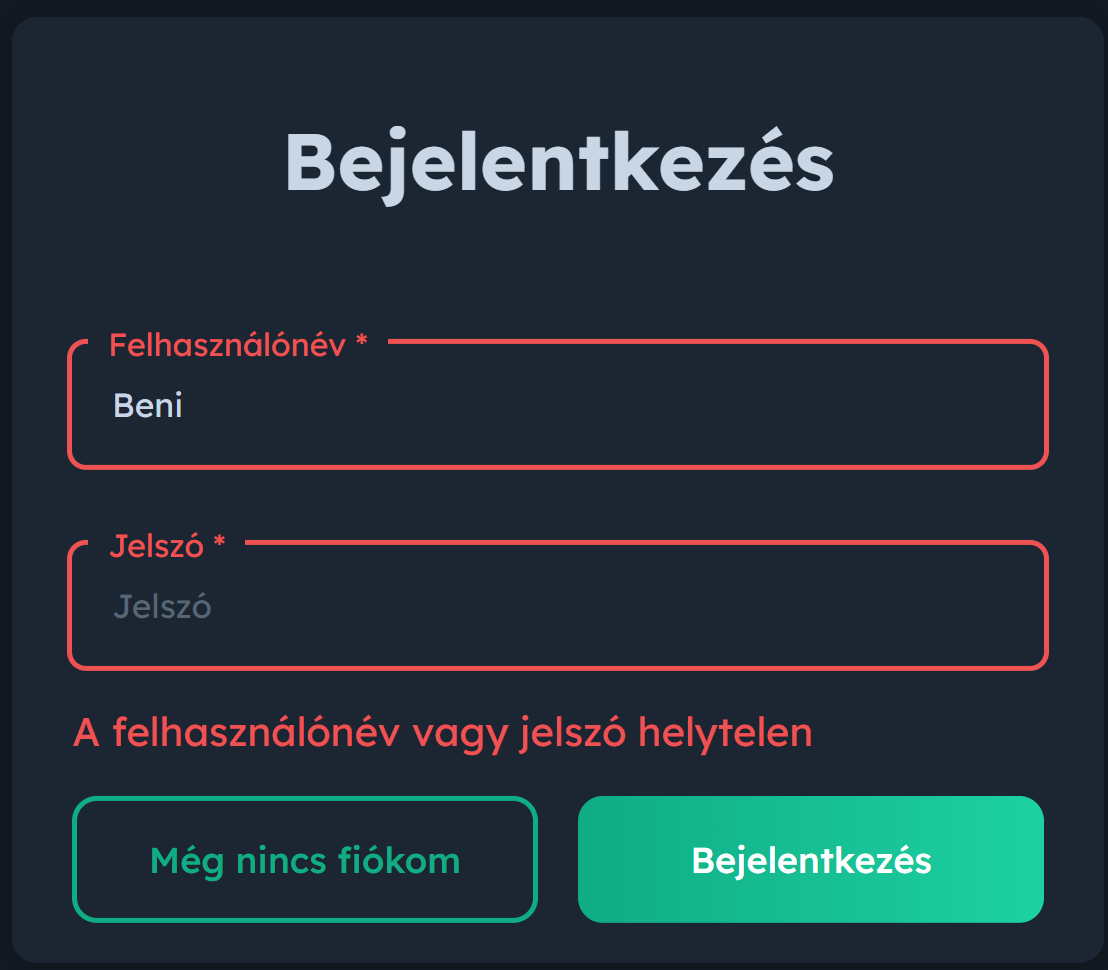 Bejelentkezés
Felhasználónév *
Beni
Jelszó *
Jelszó
A felhasználónév vagy jelszó helytelen
Még nincs fiókom
Bejelentkezés